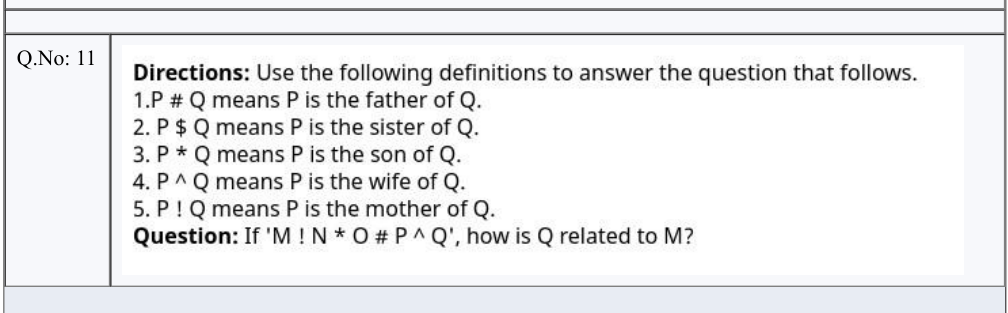 Q.No: 11
Directions: Use the following definitions to answer the question that follows.
1.P # Q means P is the father of Q.
2. P $ Q means P is the sister of Q.
3. P * Q means P is the son of Q.
4. P ^ Q means P is the wife of Q.
5. P ! Q means P is the mother of Q.
Question: If 'M ! N * O # P ^ Q', how is Q related to M?